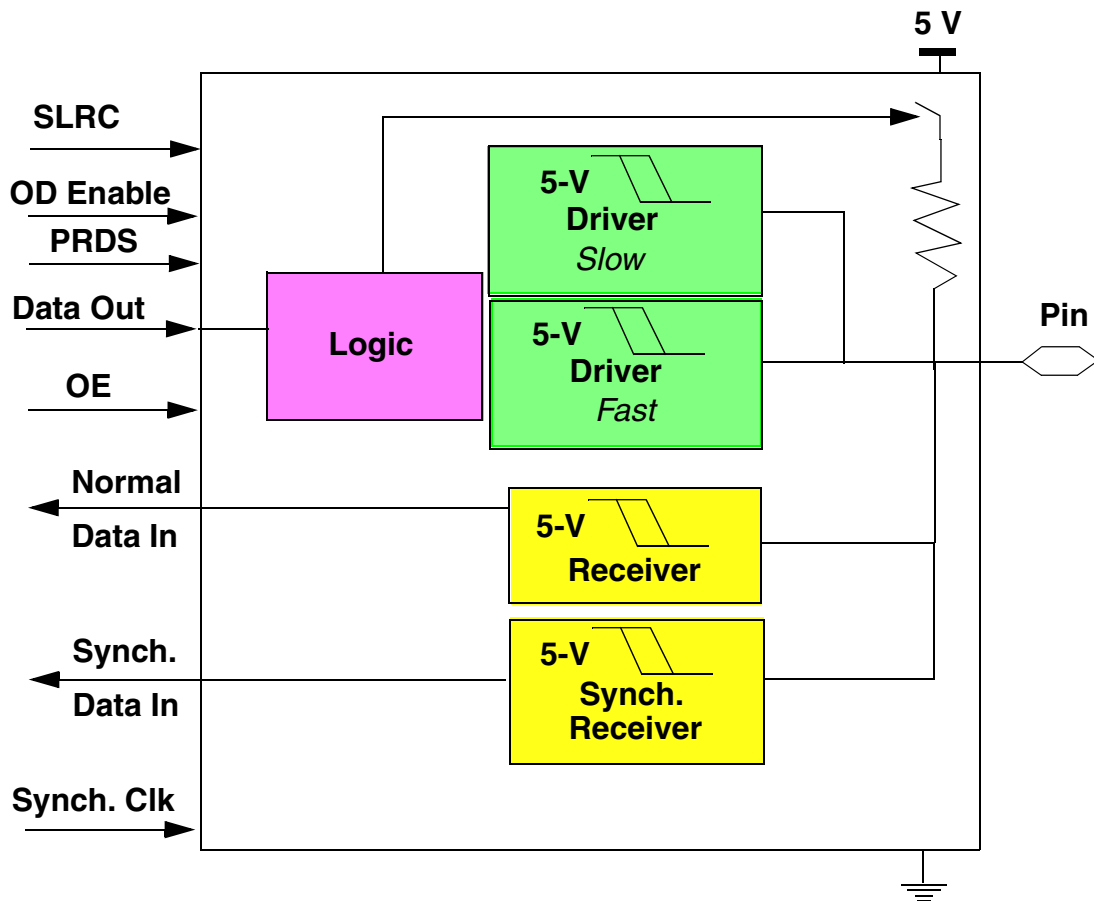 5 V
SLRC
OD Enable
PRDS
Data Out
OE
Normal
Data In
Synch.
Data In
Synch. Clk
Logic
5-V
Driver
Slow
5-V
Driver
Fast
5-V
Receiver
5-V
Synch.
Receiver
Pin